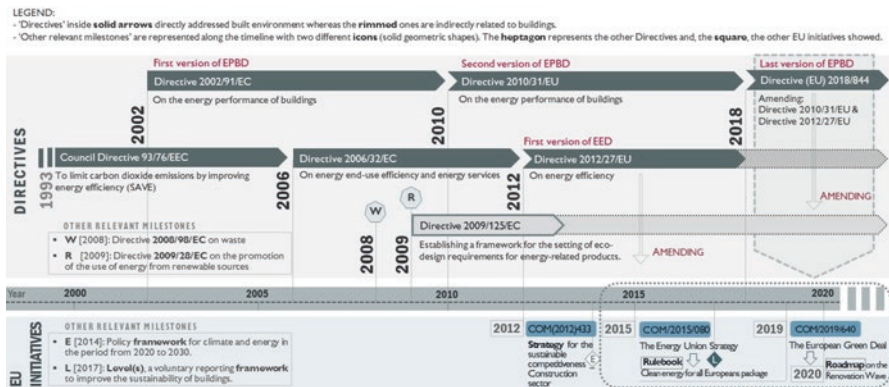 LEGEND:
- 'Directives' inside solid arrows directly addressed built environment whereas the rimmed ones are indirectly related to buildings.
- 'Other relevant milestones' are represented along the timeline with two different icons (solid geometric shapes). The heptagon represents the other Directives and, the square, the other EU initiatives showed.
First version of EPBD
Second version of EPBD
Last version of EPBD
Directive 2002/91/EC
Directive 2010/31/EU
Directive (EU) 2018/844
On the energy performance of buildings
On the energy performance of buildings
Amending:
Directive 2010/31/EU &
Directive 2012/27/EU
2002
2010
2018
First version of EED
DIRECTIVES
1993
Council Directive 93/76/EEC
2006
Directive 2006/32/EC
2012
Directive 2012/27/EU
To limit carbon dioxide emissions by improving
energy efficiency (SAVE)
On energy end-use efficiency and energy services
On energy efficiency
AMENDING
W
R
OTHER RELEVANT MILESTONES
W [2008]: Directive 2008/98/EC on waste
R [2009]: Directive 2009/28/EC on the promotion
of the use of energy from renewable sources
2008
2009
Directive 2009/125/EC
Establishing a framework for the setting of eco-
design requirements for energy-related products.
AMENDING
Year
2000
2005
2010
2015
2020
EU
INITIATIVES
OTHER RELEVANT MILESTONES
E [2014]: Policy framework for climate and energy in
the period from 2020 to 2030.
L [2017]: Level(s), a voluntary reporting framework
to improve the sustainability of buildings.
2012
COM(2012)433
Strategy for the
sustainable
competitiveness
Construction
sector
E
2015
COM/2015/080
The Energy Union Strategy
Rulebook
L
Clean energy for all Europeans package
2019
COM/2019/640
The European Green Deal
2020
Roadmap on the
Renovation Wave